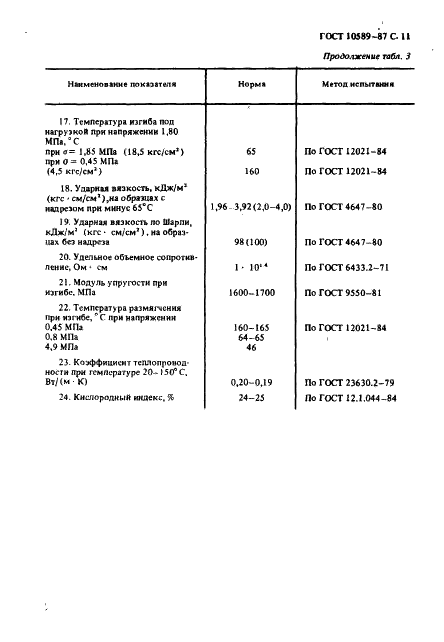 ГОСТ 10589–87 С. 11
Продолжение табл. 3
Наименование показателя Норма Метод испытания
17. Температура изгиба под
нагрузкой при напряжении 1,80
МПа, °С
при σ = 1,85 МПа (18,5 кгс/см²) 65 По ГОСТ 12021–84
при σ = 0,45 МПа
(4,5 кгс/см²) 160 По ГОСТ 12021–84
18. Ударная вязкость, кДж/м²
(кгс · см/см²), на образцах с
надрезом при минус 65°С 1,96–3,92 (2,0–4,0) По ГОСТ 4647–80
19. Ударная вязкость по Шарпи,
кДж/м² (кгс · см/см²), на образ-
цах без надреза 98 (100) По ГОСТ 4647–80
20. Удельное объемное сопротив-
ление, Ом · см 1 · 10¹⁴ По ГОСТ 6433.2–71
21. Модуль упругости при
изгибе, МПа 1600–1700 По ГОСТ 9550–81
22. Температура размягчения
при изгибе, °С при напряжении
0,45 МПа 160–165 По ГОСТ 12021–84
0,8 МПа 64–65
4,9 МПа 46
23. Коэффициент теплопровод-
ности при температуре 20–150°С,
Вт/(м · К) 0,20–0,19 По ГОСТ 23630.2–79
24. Кислородный индекс, % 24–25 По ГОСТ 12.1.044–84